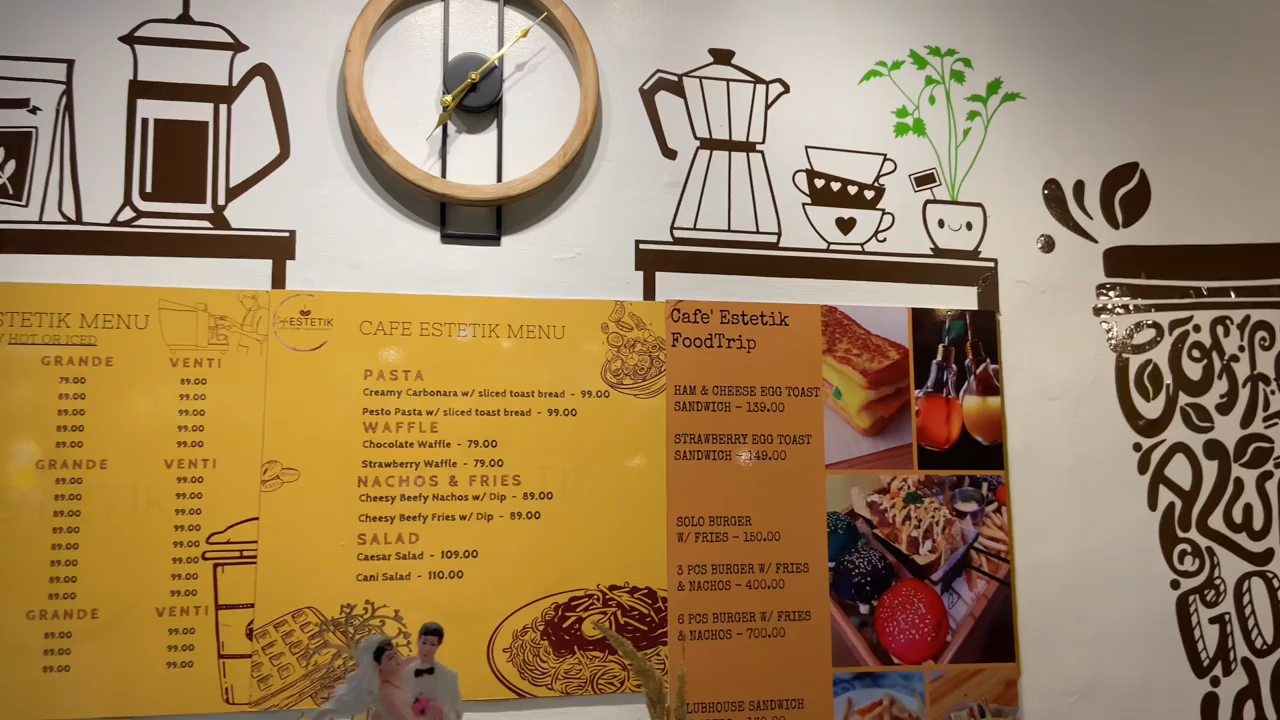 STETIK MENU
HOT OR ICED
GRANDE VENTI
79.00 89.00
89.00 99.00
89.00 99.00
89.00 99.00
89.00 99.00
GRANDE VENTI
89.00 99.00
89.00 99.00
89.00 99.00
89.00 99.00
89.00 99.00
89.00 99.00
89.00 99.00
89.00 99.00
GRANDE VENTI
89.00 99.00
89.00 99.00
89.00 99.00
ESTETIK
CAFE ESTETIK MENU
PASTA
Creamy Carbonara w/ sliced toast bread - 99.00
Pesto Pasta w/ sliced toast bread - 99.00
WAFFLE
Chocolate Waffle - 79.00
Strawberry Waffle - 79.00
NACHOS & FRIES
Cheesy Beefy Nachos w/ Dip - 89.00
Cheesy Beefy Fries w/ Dip - 89.00
SALAD
Caesar Salad - 109.00
Cani Salad - 110.00
Cafe' Estetik
FoodTrip
HAM & CHEESE EGG TOAST
SANDWICH - 139.00
STRAWBERRY EGG TOAST
SANDWICH - 149.00
SOLO BURGER
W/ FRIES - 150.00
3 PCS BURGER W/ FRIES
& NACHOS - 400.00
6 PCS BURGER W/ FRIES
& NACHOS - 700.00
LUBHOUSE SANDWICH